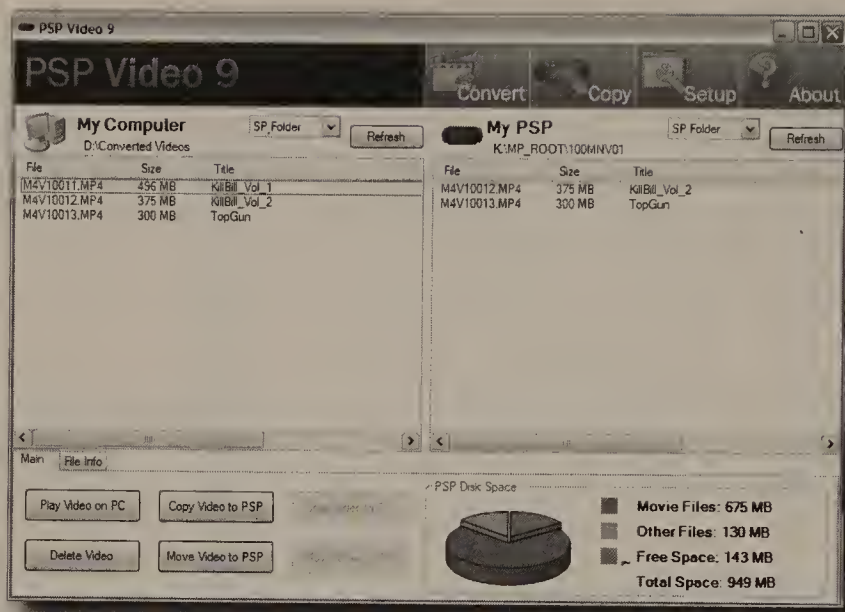 PSP Video 9
PSP Video 9
Convert
Copy
Setup
About
My Computer
D:\Converted Videos
SP_Folder
Refresh
File Size Title
M4V10011.MP4 456 MB KillBill_Vol_1
M4V10012.MP4 375 MB KillBill_Vol_2
M4V10013.MP4 300 MB TopGun
My PSP
K:\MP_ROOT\100MNV01
SP Folder
Refresh
File Size Title
M4V10012.MP4 375 MB KillBill_Vol_2
M4V10013.MP4 300 MB TopGun
Main File Info
Play Video on PC
Copy Video to PSP
Delete Video
Move Video to PSP
PSP Disk Space
Movie Files: 675 MB
Other Files: 130 MB
Free Space: 143 MB
Total Space: 949 MB